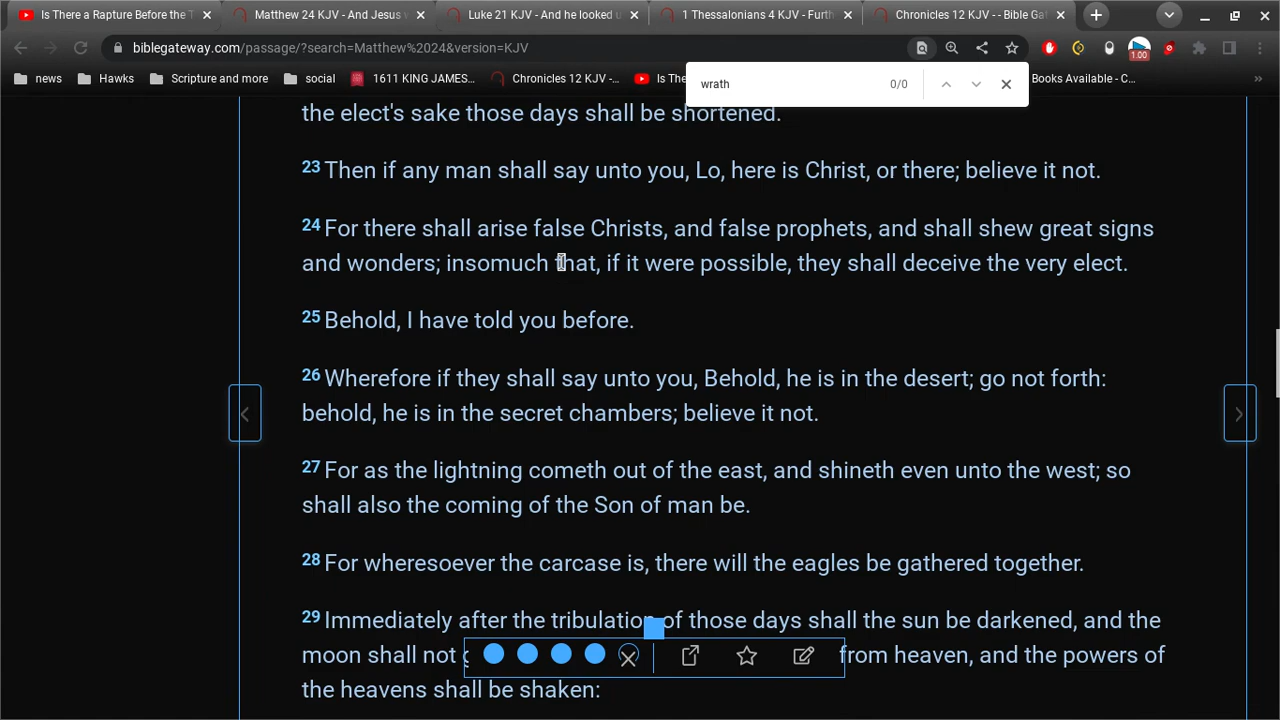 Is There a Rapture Before the T
Matthew 24 KJV - And Jesus w
Luke 21 KJV - And he looked u
1 Thessalonians 4 KJV - Furth
Chronicles 12 KJV - - Bible Gat
biblegateway.com/passage/?search=Matthew%2024&version=KJV
1.00
news
Hawks
Scripture and more
social
1611 KING JAMES...
Chronicles 12 KJV -...
Is The
Books Available - C...
»
wrath 0/0
the elect's sake those days shall be shortened.
23 Then if any man shall say unto you, Lo, here is Christ, or there; believe it not.
24 For there shall arise false Christs, and false prophets, and shall shew great signs
and wonders; insomuch that, if it were possible, they shall deceive the very elect.
25 Behold, I have told you before.
26 Wherefore if they shall say unto you, Behold, he is in the desert; go not forth:
behold, he is in the secret chambers; believe it not.
27 For as the lightning cometh out of the east, and shineth even unto the west; so
shall also the coming of the Son of man be.
28 For wheresoever the carcase is, there will the eagles be gathered together.
29 Immediately after the tribulation of those days shall the sun be darkened, and the
moon shall not from heaven, and the powers of
the heavens shall be shaken: